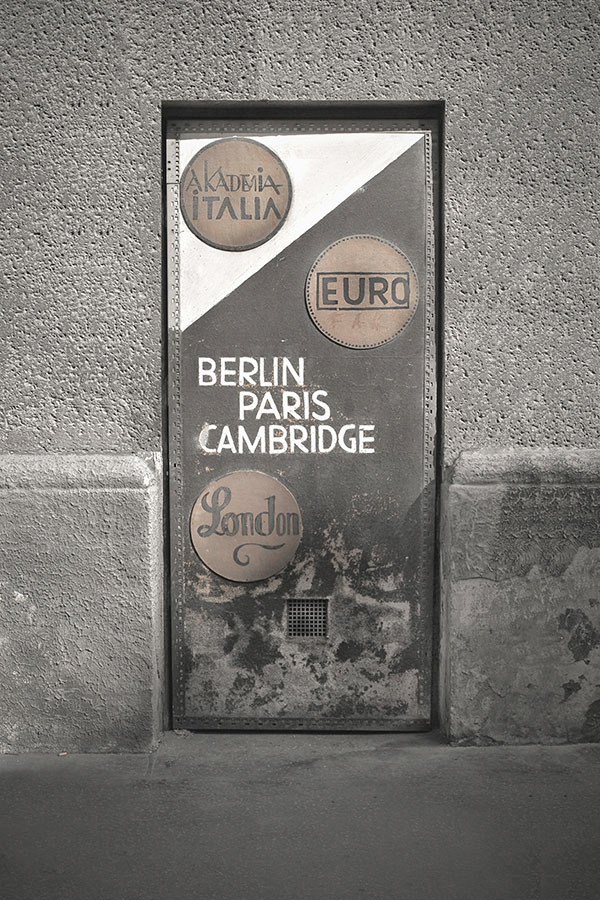 AKADEMIA
ITALIA
EURO
BERLIN
PARIS
CAMBRIDGE
London